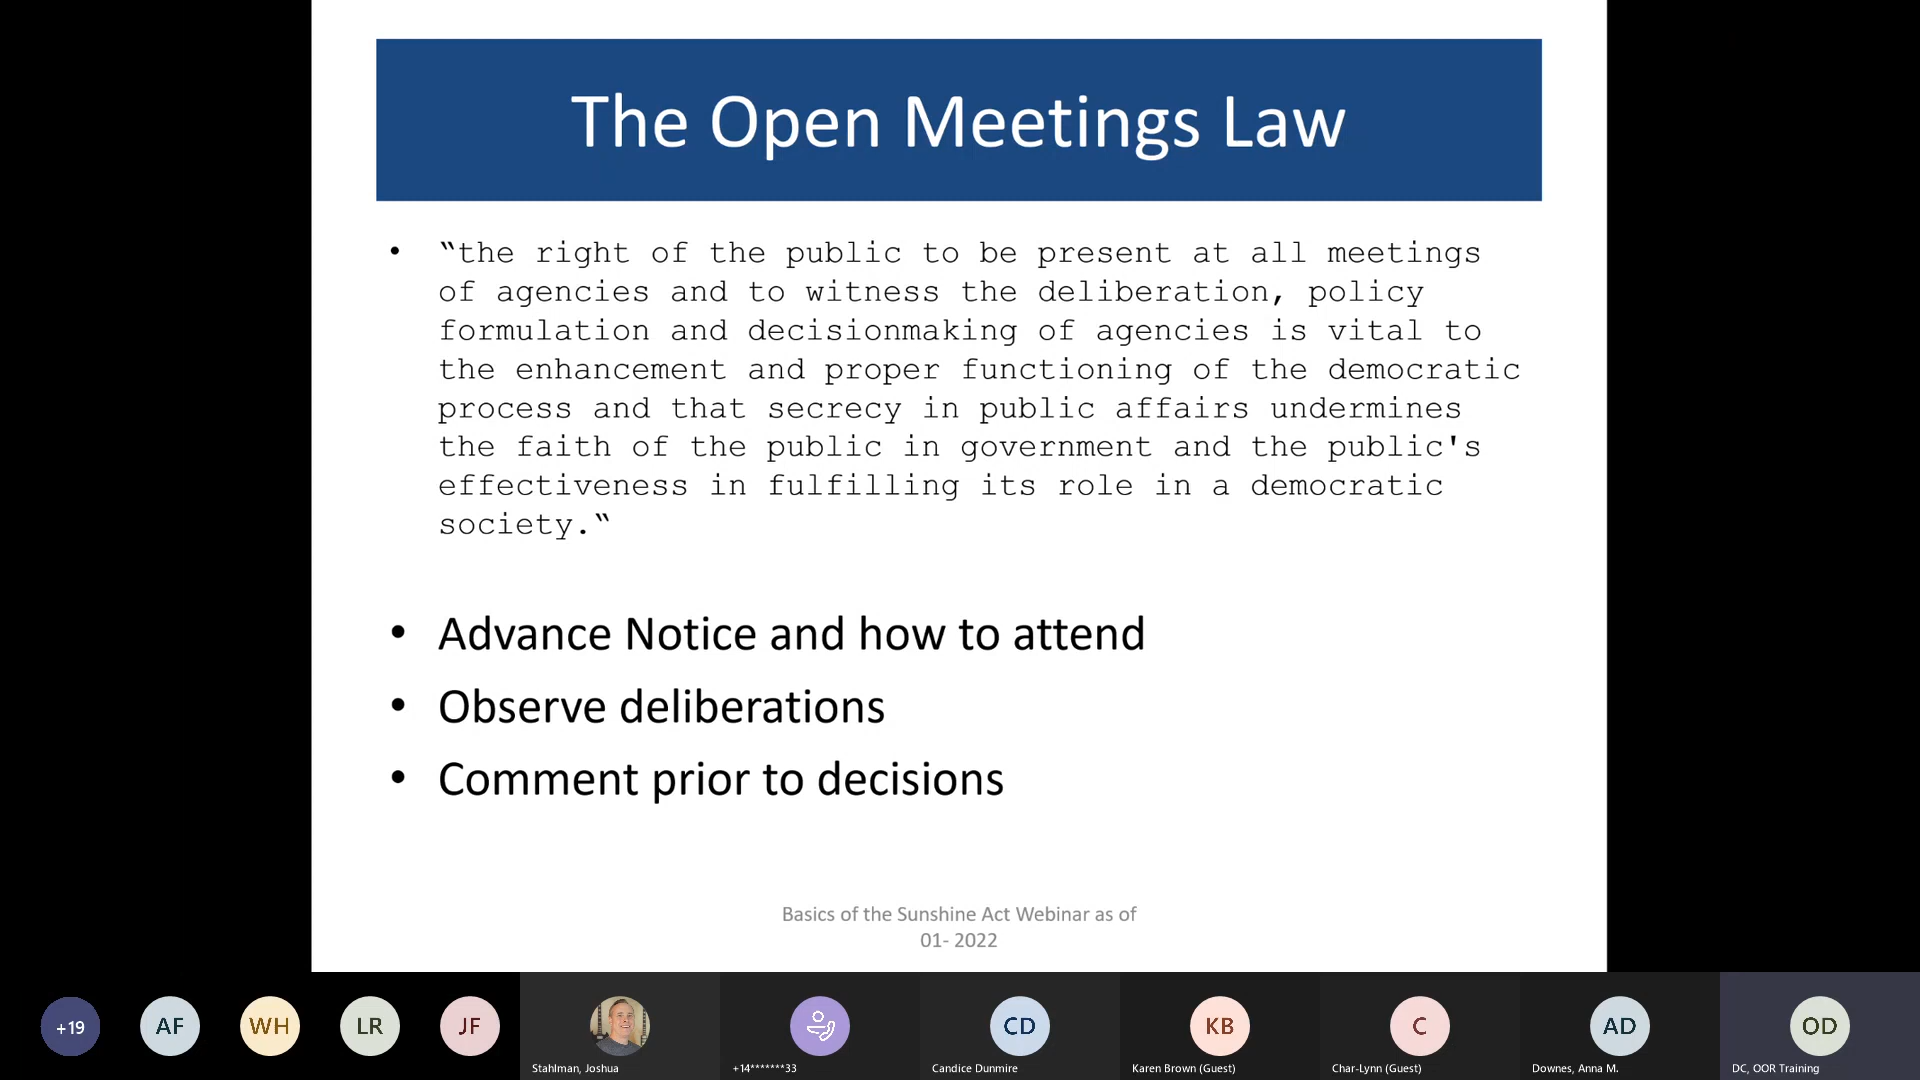 The Open Meetings Law
• “the right of the public to be present at all meetings
of agencies and to witness the deliberation, policy
formulation and decisionmaking of agencies is vital to
the enhancement and proper functioning of the democratic
process and that secrecy in public affairs undermines
the faith of the public in government and the public's
effectiveness in fulfilling its role in a democratic
society.“
• Advance Notice and how to attend
• Observe deliberations
• Comment prior to decisions
Basics of the Sunshine Act Webinar as of
01- 2022
+19 AF WH LR JF CD KB C AD OD
Stahlman, Joshua +14*******33 Candice Dunmire Karen Brown (Guest) Char-Lynn (Guest) Downes, Anna M. DC, OOR Training